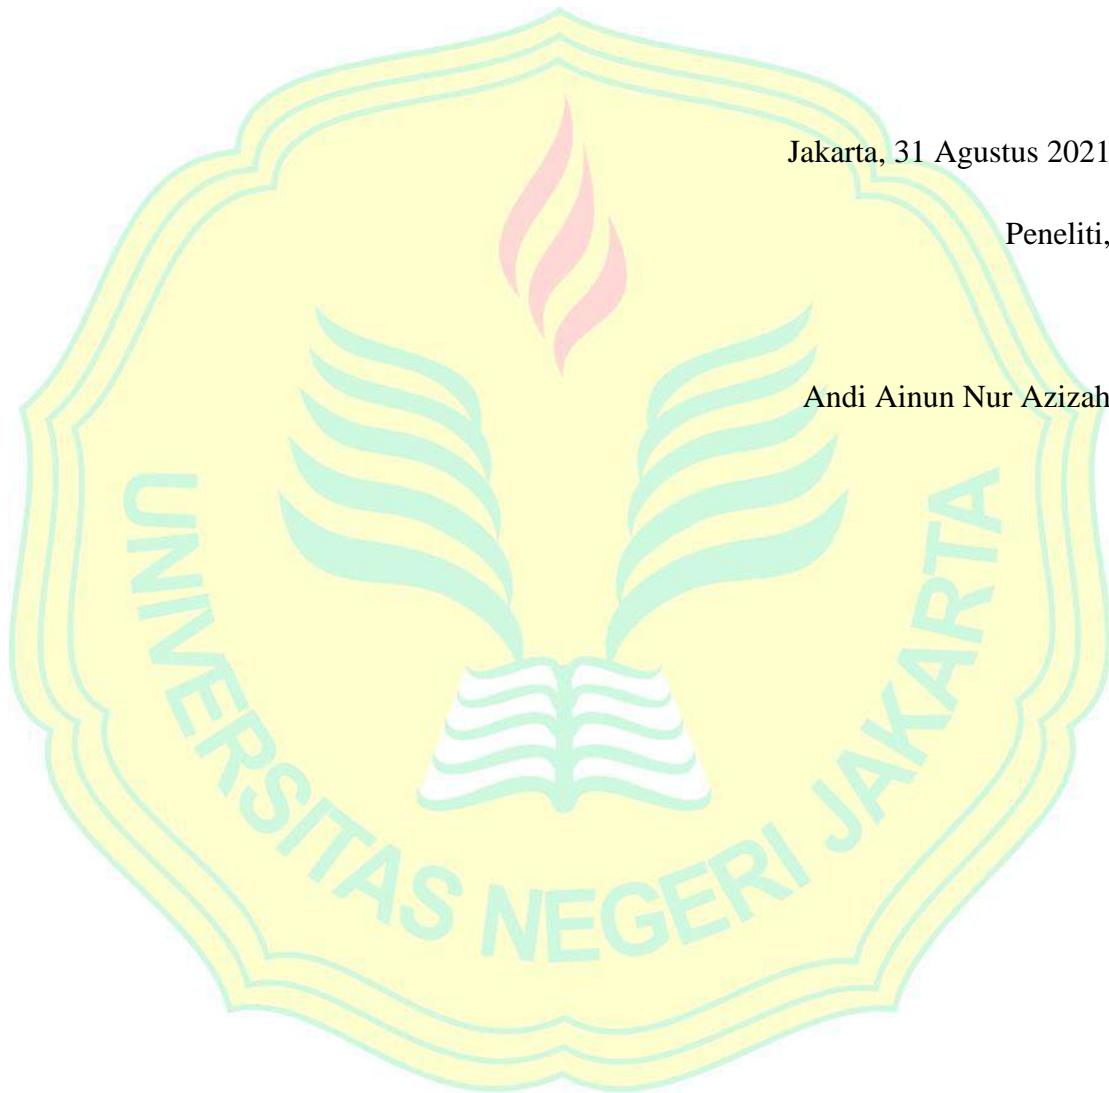 Jakarta, 31 Agustus 2021
Peneliti,
Andi Ainun Nur Azizah
UNIVERSITAS NEGERI JAKARTA